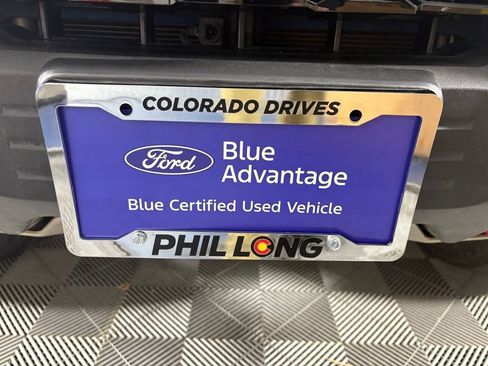 COLORADO DRIVES
Ford
Blue
Advantage
Blue Certified Used Vehicle
PHIL LONG